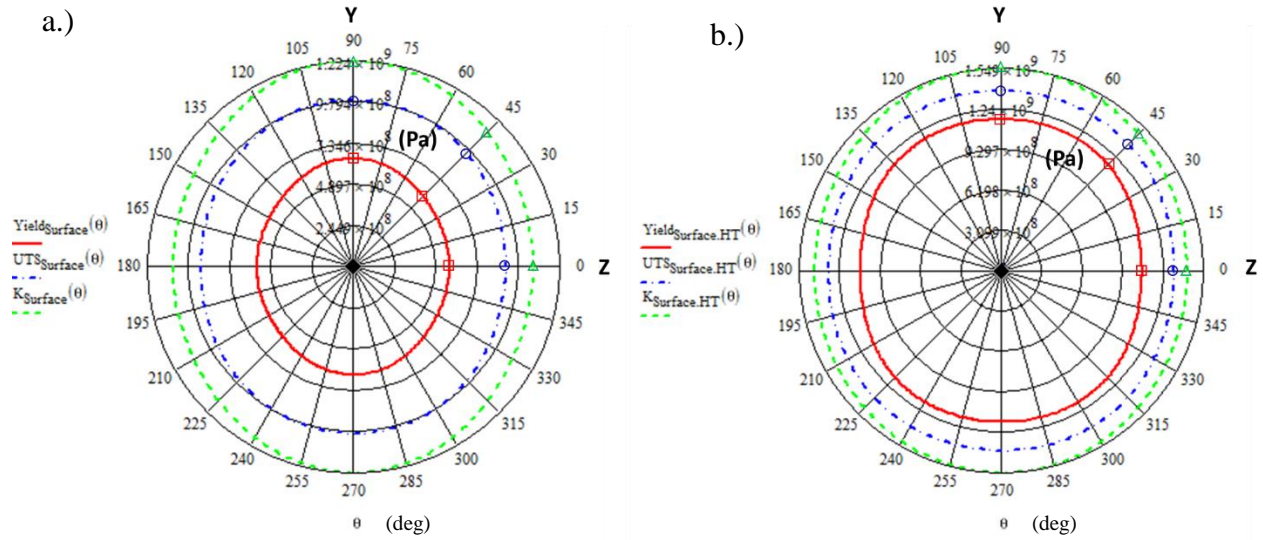 a.)
Y
90
105
75
120
60
135
45
150
30
165
15
180
0
Z
195
345
210
330
225
315
240
300
255
285
270
1.224 × 10^9
9.794 × 10^8
7.346 × 10^8
4.897 × 10^8
2.449 × 10^8
(Pa)
Yield_Surface(θ)
UTS_Surface(θ)
K_Surface(θ)
θ (deg)
b.)
Y
90
105
75
120
60
135
45
150
30
165
15
180
0
Z
195
345
210
330
225
315
240
300
255
285
270
1.549 × 10^9
1.24 × 10^9
9.297 × 10^8
6.198 × 10^8
3.099 × 10^8
(Pa)
Yield_Surface.HT(θ)
UTS_Surface.HT(θ)
K_Surface.HT(θ)
θ (deg)